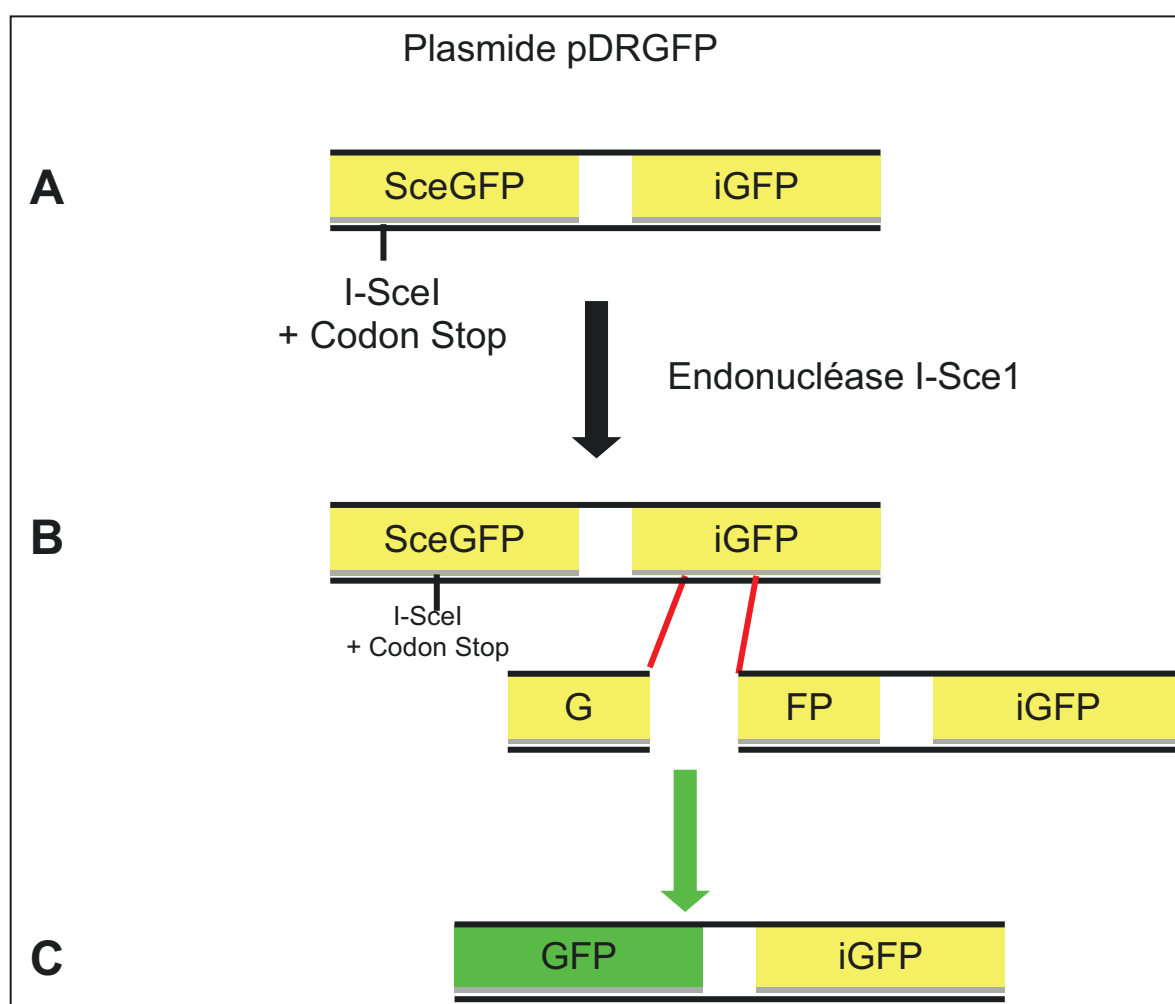 Plasmide pDRGFP
A
SceGFP
iGFP
I-SceI
+ Codon Stop
Endonucléase I-Sce1
B
SceGFP
iGFP
I-SceI
+ Codon Stop
G
FP
iGFP
C
GFP
iGFP